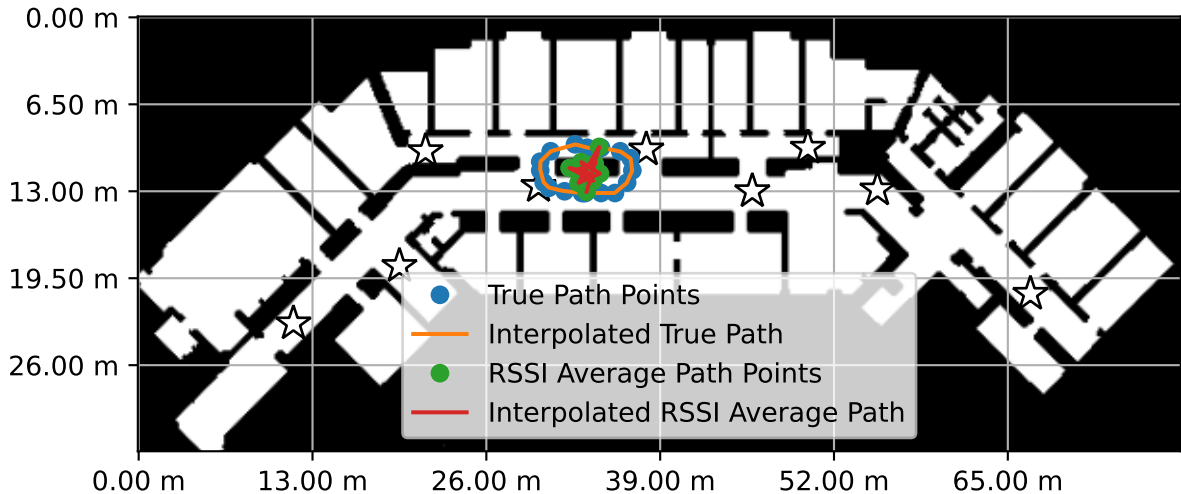 0.00 m
6.50 m
13.00 m
19.50 m
26.00 m
True Path Points
Interpolated True Path
RSSI Average Path Points
Interpolated RSSI Average Path
0.00 m 13.00 m 26.00 m 39.00 m 52.00 m 65.00 m